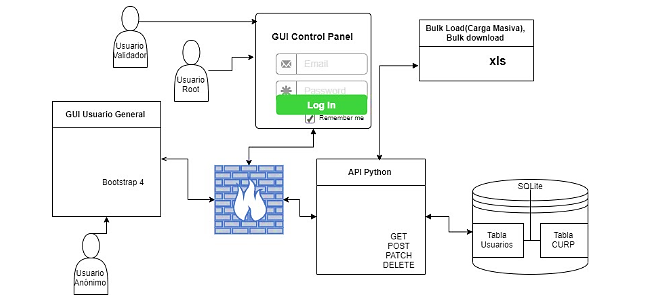 Usuario
Validador
Usuario
Root
GUI Control Panel
Email
Password
Log In
Remember me
Bulk Load(Carga Masiva),
Bulk download
xls
GUI Usuario General
Bootstrap 4
Usuario
Anònimo
API Python
GET
POST
PATCH
DELETE
SQLite
Tabla
Usuarios
Tabla
CURP